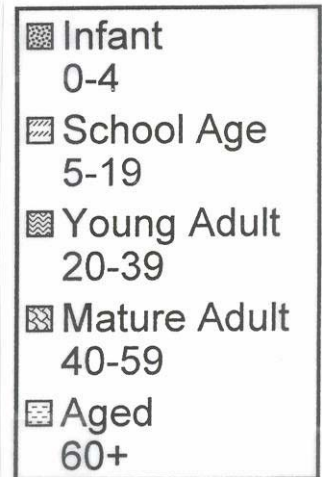 Infant
0-4
School Age
5-19
Young Adult
20-39
Mature Adult
40-59
Aged
60+